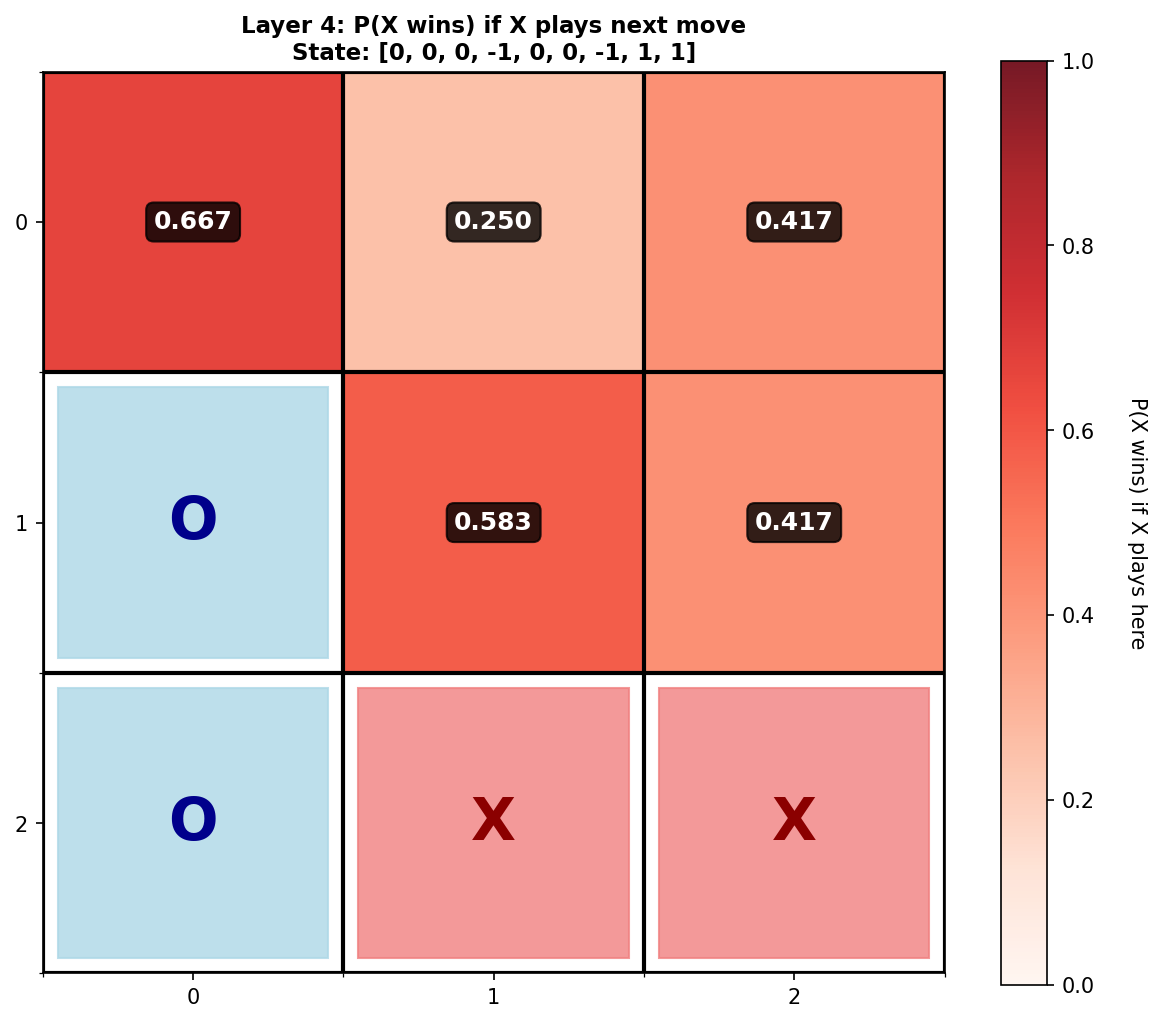 Layer 4: P(X wins) if X plays next move
State: [0, 0, 0, -1, 0, 0, -1, 1, 1]
0
0.667
0.250
0.417
1
O
0.583
0.417
2
O
X
X
0
1
2
1.0
0.8
0.6
0.4
0.2
0.0
P(X wins) if X plays here